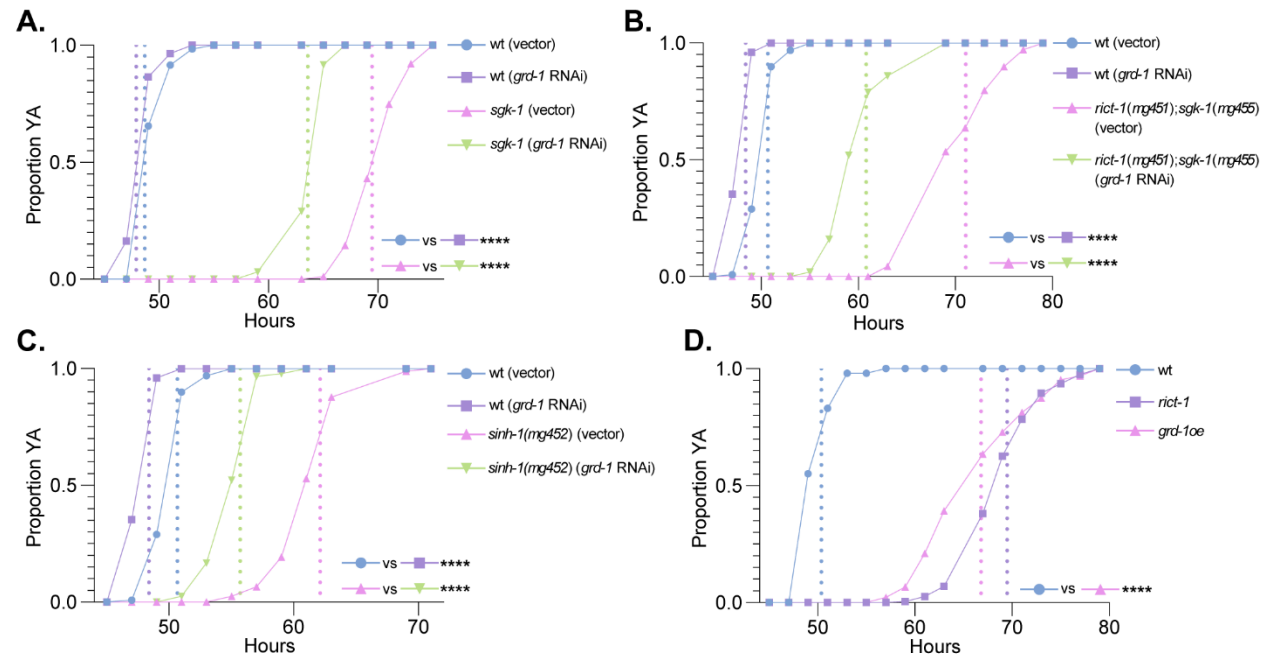 A.
1.0
0.5
0.0
Proportion YA
50
60
70
Hours
wt (vector)
wt (grd-1 RNAi)
sgk-1 (vector)
sgk-1 (grd-1 RNAi)
vs ****
vs ****
B.
1.0
0.5
0.0
Proportion YA
50
60
70
80
Hours
wt (vector)
wt (grd-1 RNAi)
rict-1(mg451);sgk-1(mg455)
(vector)
rict-1(mg451);sgk-1(mg455)
(grd-1 RNAi)
vs ****
vs ****
C.
1.0
0.5
0.0
Proportion YA
50
60
70
Hours
wt (vector)
wt (grd-1 RNAi)
sinh-1(mg452) (vector)
sinh-1(mg452) (grd-1 RNAi)
vs ****
vs ****
D.
1.0
0.5
0.0
Proportion YA
50
60
70
80
Hours
wt
rict-1
grd-1oe
vs ****